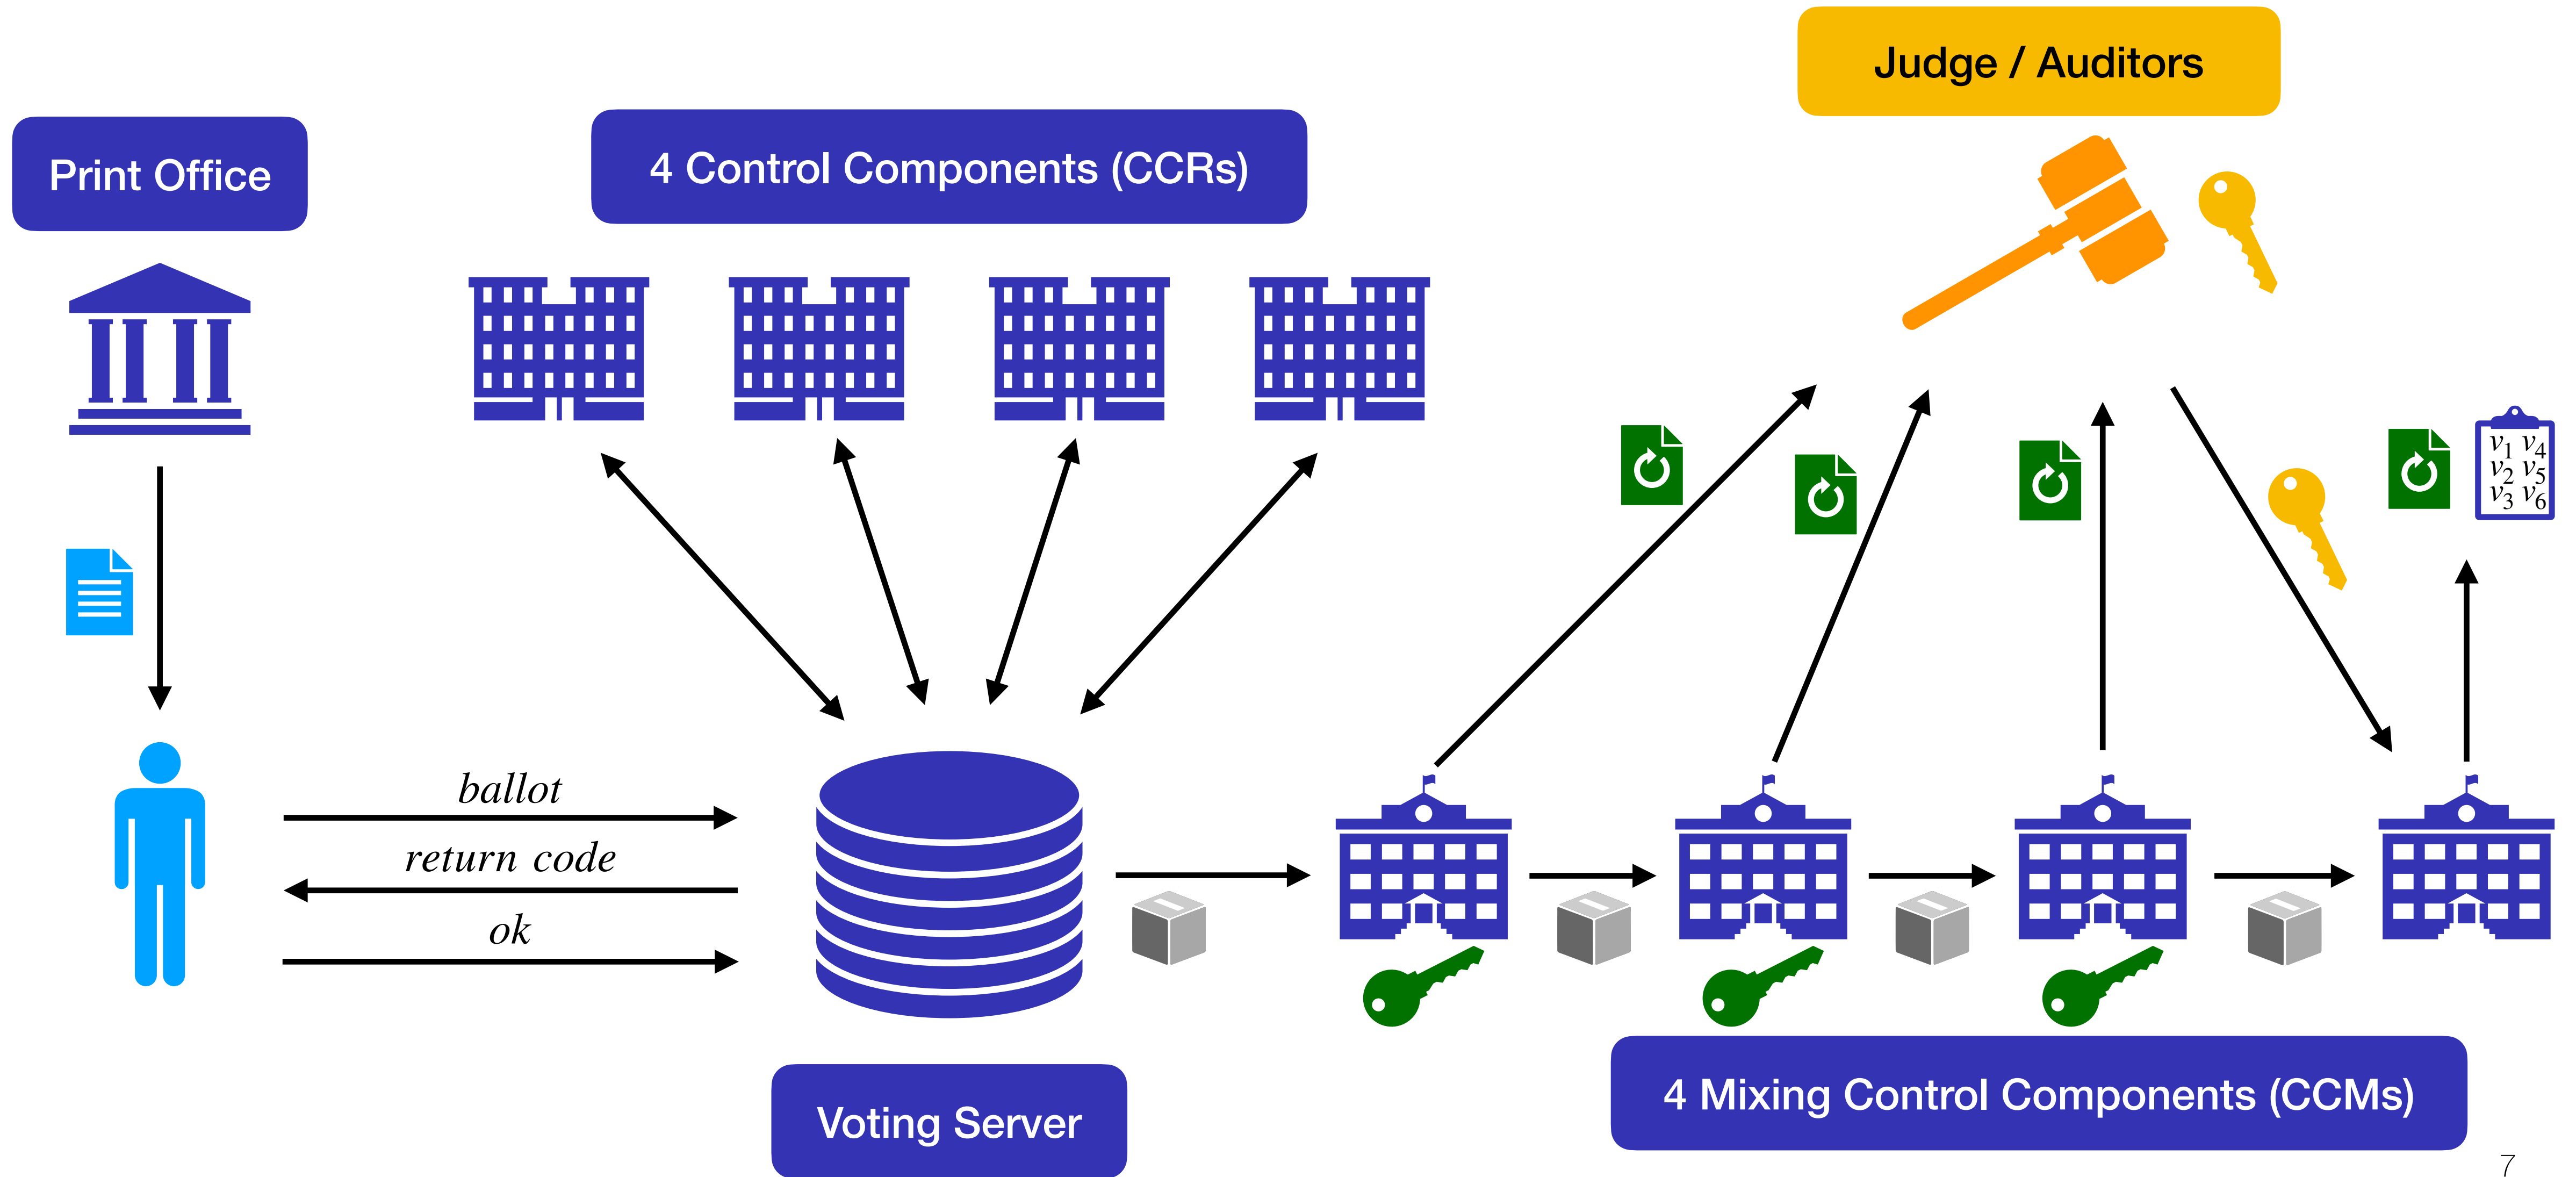 Judge / Auditors
Print Office
4 Control Components (CCRs)
v1 v4
v2 v5
v3 v6
ballot
return code
ok
Voting Server
4 Mixing Control Components (CCMs)
7